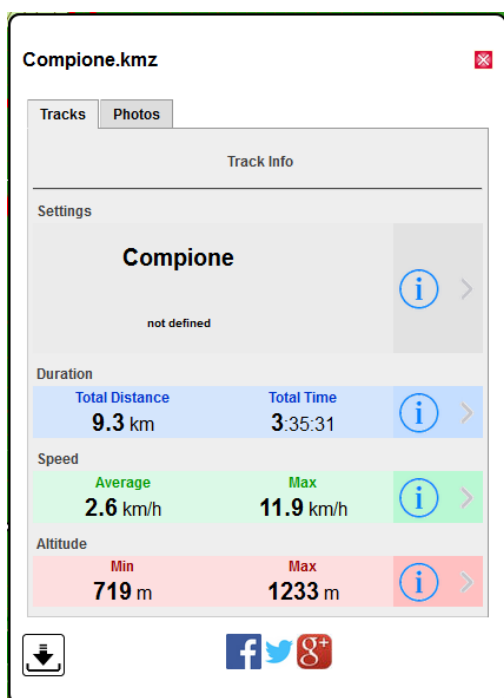 Compione.kmz
Tracks Photos
Track Info
Settings
Compione
not defined
Duration
Total Distance Total Time
9.3 km 3:35:31
Speed
Average Max
2.6 km/h 11.9 km/h
Altitude
Min Max
719 m 1233 m